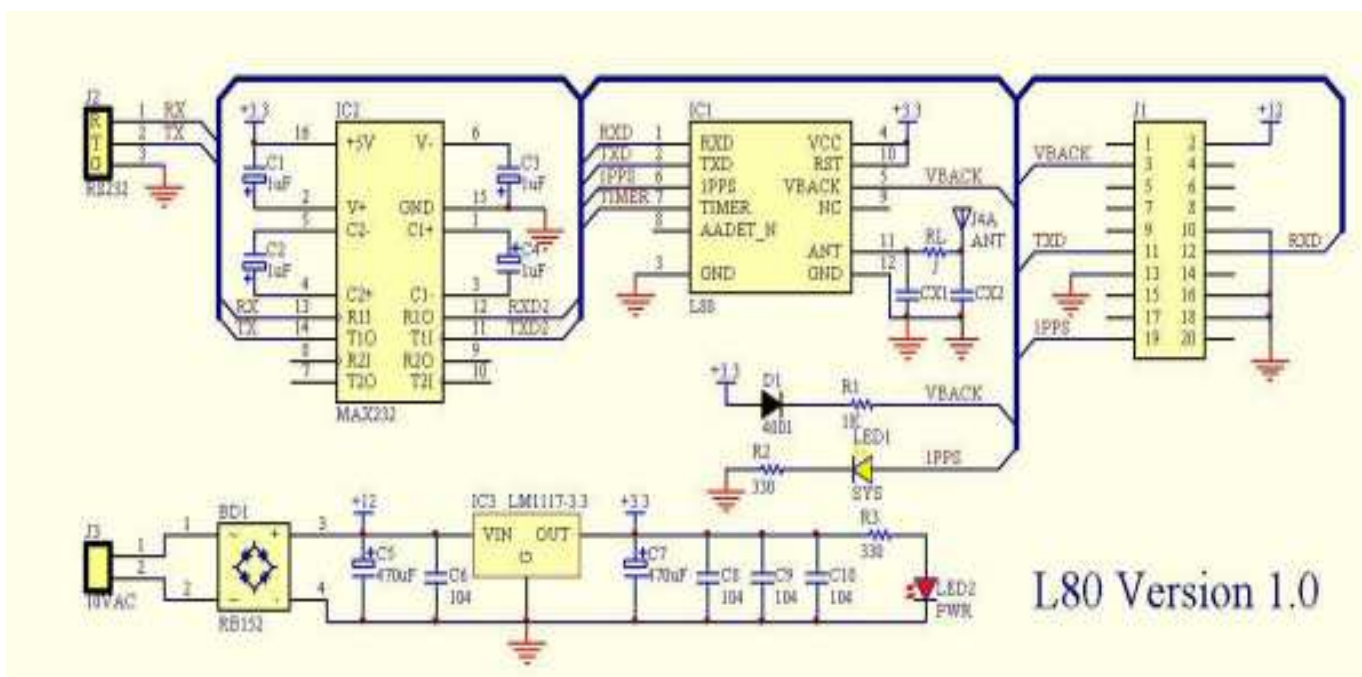 J2
R
T
G
RS232
1 RX
2 TX
3
+3.3
IC2
16 +5V V- 6
C1
1uF
C3
1uF
2 V+ GND 15
5 C2- C1+ 1
C2
1uF
C4
1uF
4 C2+ C1- 3
RX 13 R1I R1O 12 RXD2
TX 14 T1O T1I 11 TXD2
8 R2I R2O 9
7 T2O T2I 10
MAX232
IC1
RXD 1 RXD VCC 4 +3.3
TXD 2 TXD RST 10
1PPS 6 1PPS VBACK 5 VBACK
TIMER 7 TIMER NC 9
8 AADET_N
ANT 11 RL J4A
ANT
3 GND GND 12
J
CX1 CX2
J1
+12
1 2
VBACK 3 4
5 6
7 8
9 10
TXD 11 12 RXD
13 14
15 16
17 18
1PPS 19 20
+3.3 D1 R1 VBACK
4001 1K
R2 LED1 1PPS
330 SYS
J3
1
2
10VAC
1 BD1 3
~ +
~ -
2 4
RB152
+12
C5
470uF
C6
104
IC3 LM1117-3.3
VIN OUT
G
+3.3
C7
470uF
C8
104
C9
104
C10
104
R3
330
LED2
PWR
L80 Version 1.0